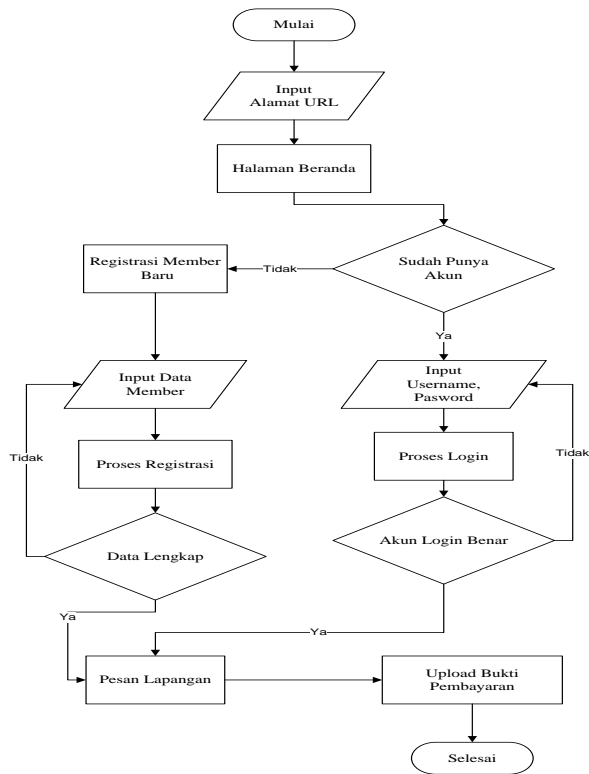 Mulai
Input
Alamat URL
Halaman Beranda
Sudah Punya
Akun
Tidak
Registrasi Member
Baru
Ya
Input Data
Member
Input
Username,
Pasword
Tidak
Proses Registrasi
Proses Login
Tidak
Data Lengkap
Akun Login Benar
Ya
Ya
Pesan Lapangan
Upload Bukti
Pembayaran
Selesai